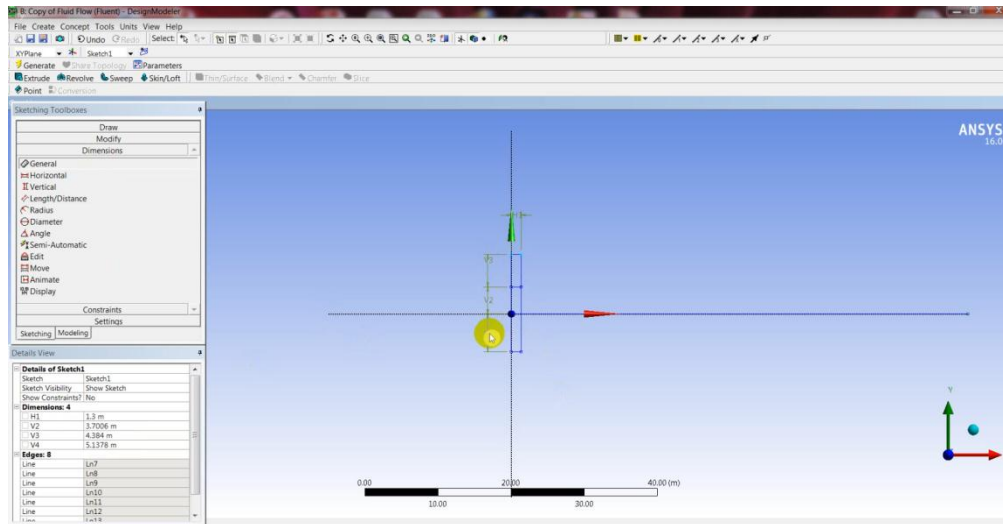 B: Copy of Fluid Flow (Fluent) - DesignModeler
File Create Concept Tools Units View Help
Undo Redo Select:
XYPlane Sketch1
Generate Share Topology Parameters
Extrude Revolve Sweep Skin/Loft Thin/Surface Blend Chamfer Slice
Point Conversion
Sketching Toolboxes
Draw
Modify
Dimensions
General
Horizontal
Vertical
Length/Distance
Radius
Diameter
Angle
Semi-Automatic
Edit
Move
Animate
Display
Constraints
Settings
Sketching Modeling
Details View
Details of Sketch1
Sketch Sketch1
Sketch Visibility Show Sketch
Show Constraints? No
Dimensions: 4
H1 1.3 m
V2 3.7006 m
V3 4.384 m
V4 5.1378 m
Edges: 8
Line Ln7
Line Ln8
Line Ln9
Line Ln10
Line Ln11
Line Ln12
Line Ln13
ANSYS
16.0
V2
Y
0.00 20.00 40.00 (m)
10.00 30.00